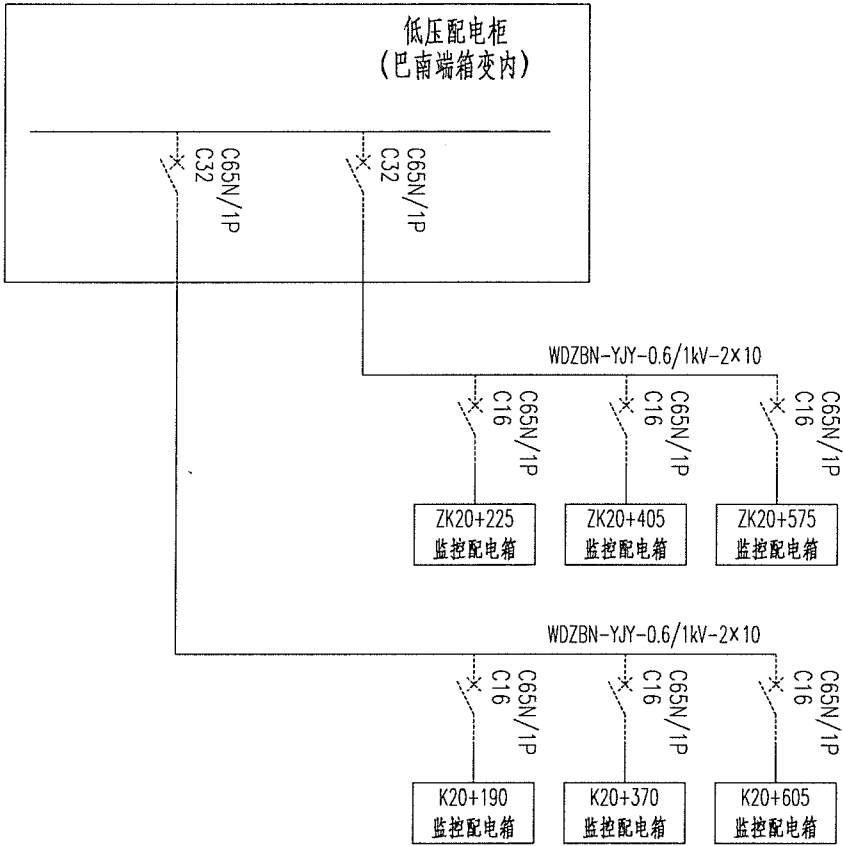 低压配电柜
(巴南端箱变内)
C65N/1P
C32
C65N/1P
C32
WDZBN-YJY-0.6/1kV-2×10
C65N/1P
C16
C65N/1P
C16
C65N/1P
C16
ZK20+225
监控配电箱
ZK20+405
监控配电箱
ZK20+575
监控配电箱
WDZBN-YJY-0.6/1kV-2×10
C65N/1P
C16
C65N/1P
C16
C65N/1P
C16
K20+190
监控配电箱
K20+370
监控配电箱
K20+605
监控配电箱